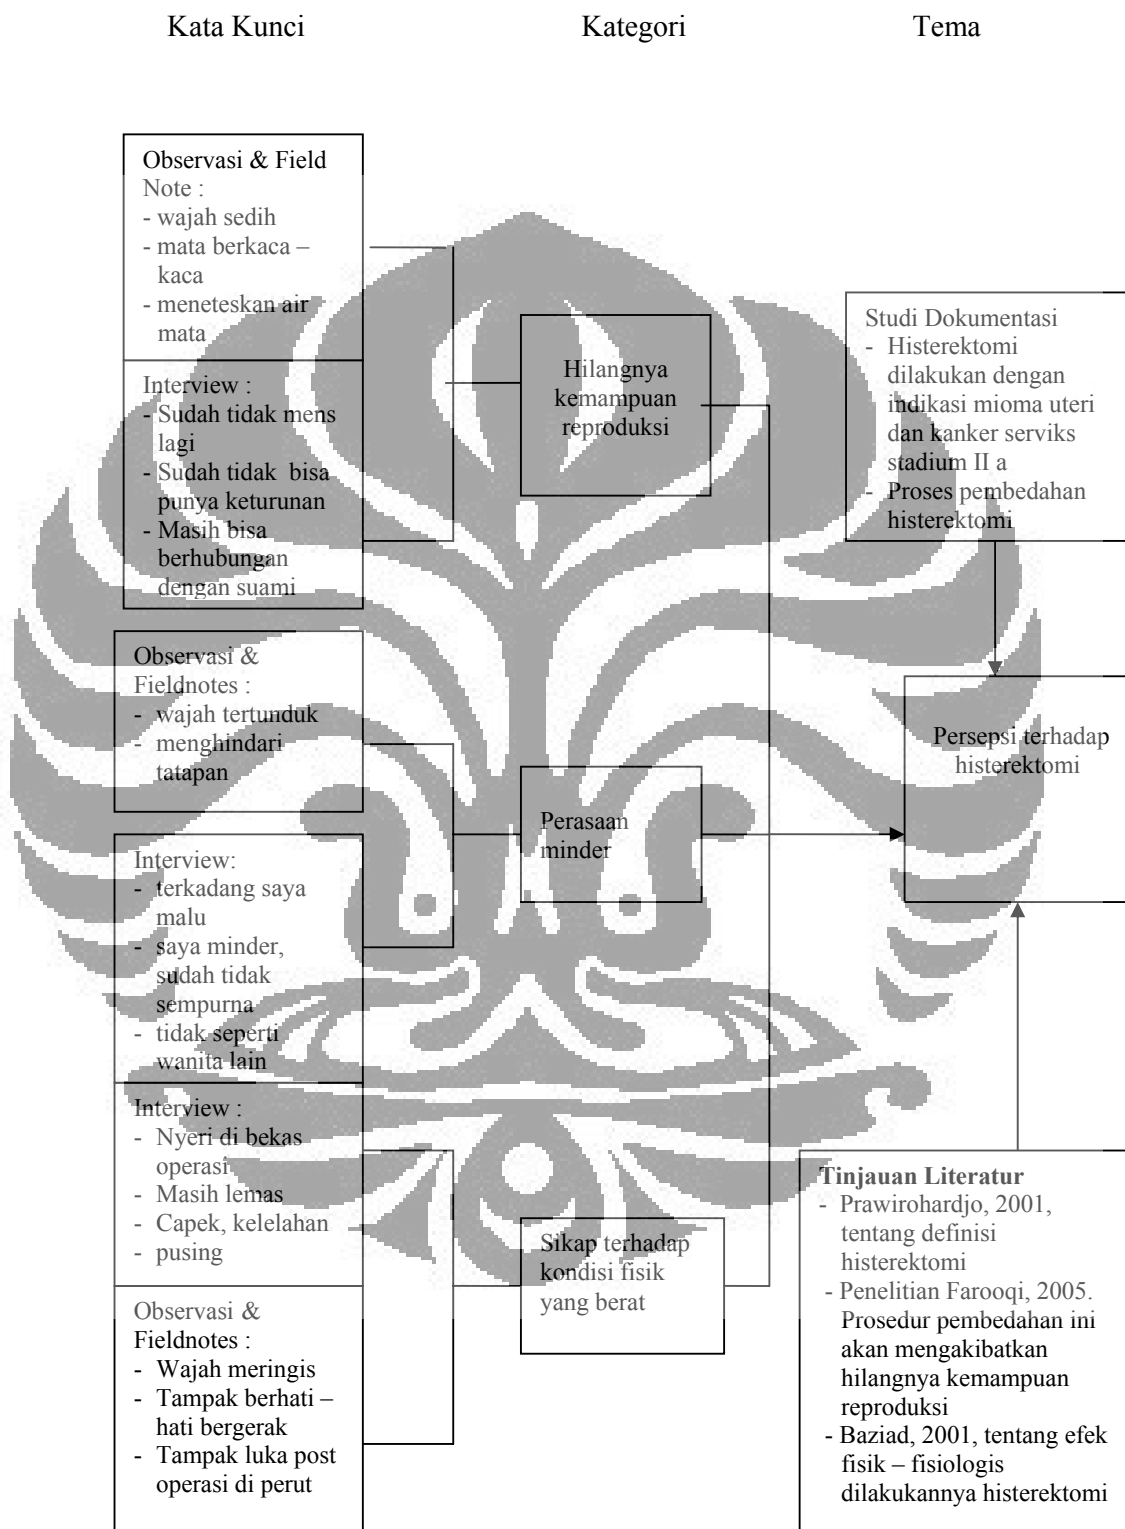 Kata Kunci
Kategori
Tema
Observasi & Field
Note :
- wajah sedih
- mata berkaca –
kaca
- meneteskan air
mata
Interview :
- Sudah tidak mens
lagi
- Sudah tidak bisa
punya keturunan
- Masih bisa
berhubungan
dengan suami
Observasi &
Fieldnotes :
- wajah tertunduk
- menghindari
tatapan
Interview:
- terkadang saya
malu
- saya minder,
sudah tidak
sempurna
- tidak seperti
wanita lain
Interview :
- Nyeri di bekas
operasi
- Masih lemas
- Capek, kelelahan
- pusing
Observasi &
Fieldnotes :
- Wajah meringis
- Tampak berhati –
hati bergerak
- Tampak luka post
operasi di perut
Hilangnya
kemampuan
reproduksi
Perasaan
minder
Sikap terhadap
kondisi fisik
yang berat
Studi Dokumentasi
- Histerektomi
dilakukan dengan
indikasi mioma uteri
dan kanker serviks
stadium II a
- Proses pembedahan
histerektomi
Persepsi terhadap
histerektomi
Tinjauan Literatur
- Prawirohardjo, 2001,
tentang definisi
histerektomi
- Penelitian Farooqi, 2005.
Prosedur pembedahan ini
akan mengakibatkan
hilangnya kemampuan
reproduksi
- Baziad, 2001, tentang efek
fisik – fisiologis
dilakukannya histerektomi